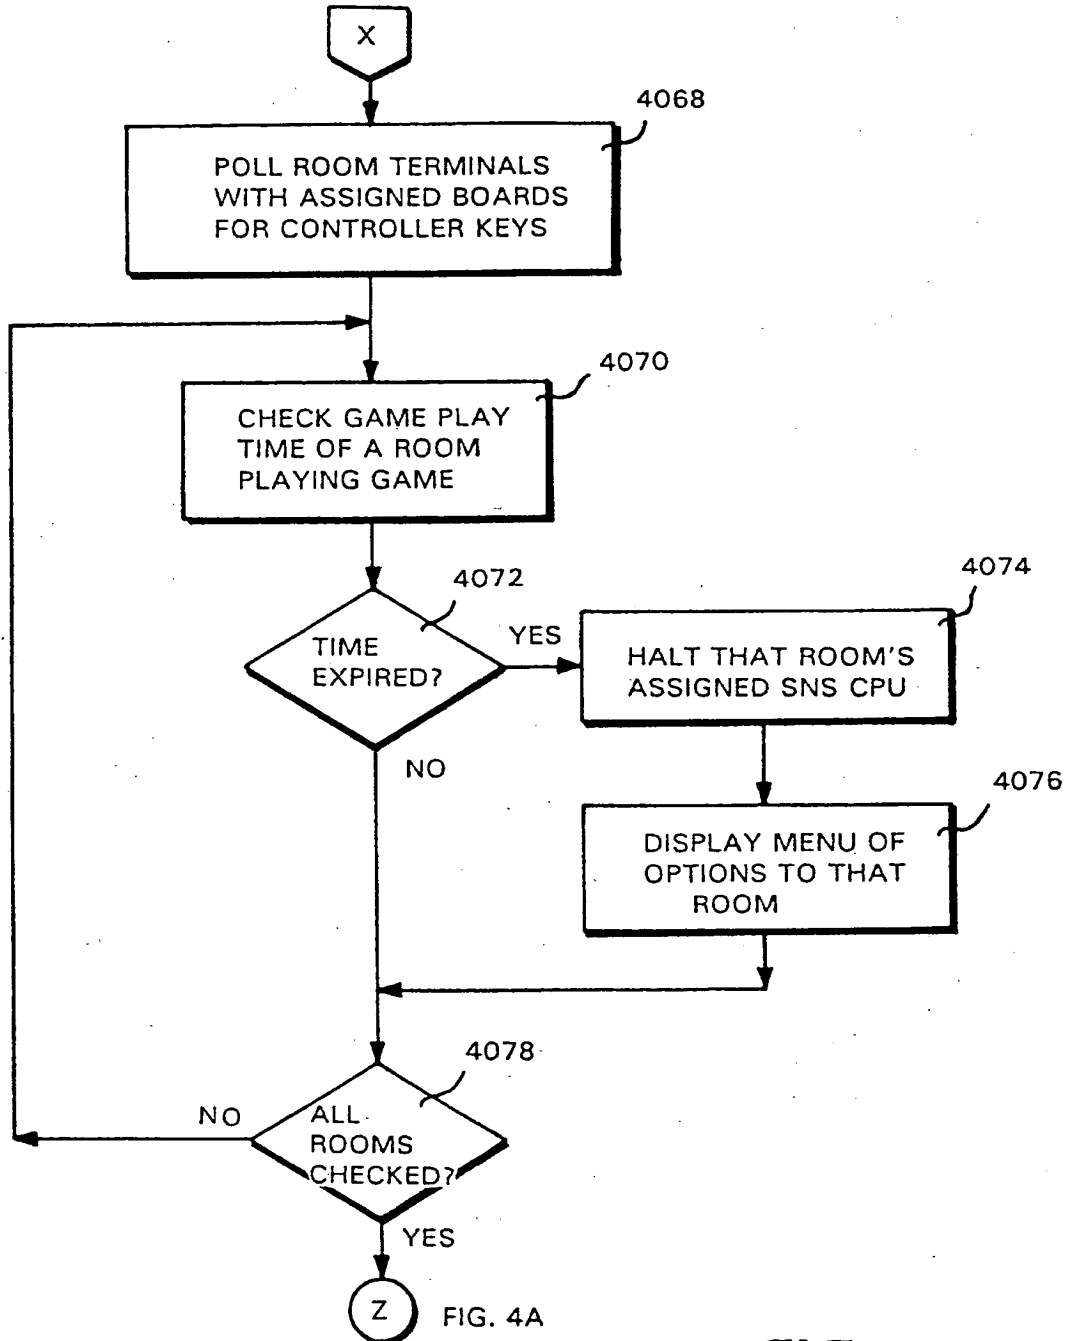 X
4068
POLL ROOM TERMINALS
WITH ASSIGNED BOARDS
FOR CONTROLLER KEYS
4070
CHECK GAME PLAY
TIME OF A ROOM
PLAYING GAME
4072
TIME
EXPIRED?
YES
NO
4074
HALT THAT ROOM'S
ASSIGNED SNS CPU
4076
DISPLAY MENU OF
OPTIONS TO THAT
ROOM
4078
ALL
ROOMS
CHECKED?
NO
YES
Z
FIG. 4A